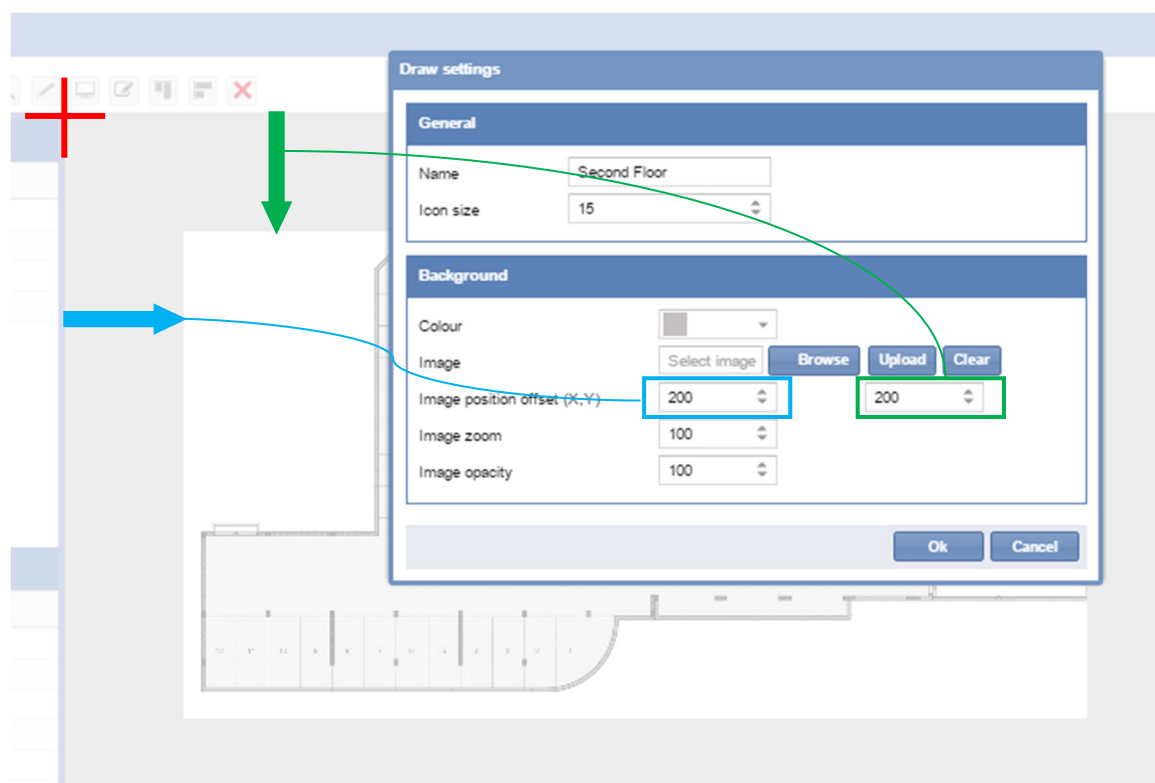 Draw settings
General
Name Second Floor
Icon size 15
Background
Colour
Image Select image Browse Upload Clear
Image position offset (X,Y) 200 200
Image zoom 100
Image opacity 100
Ok Cancel